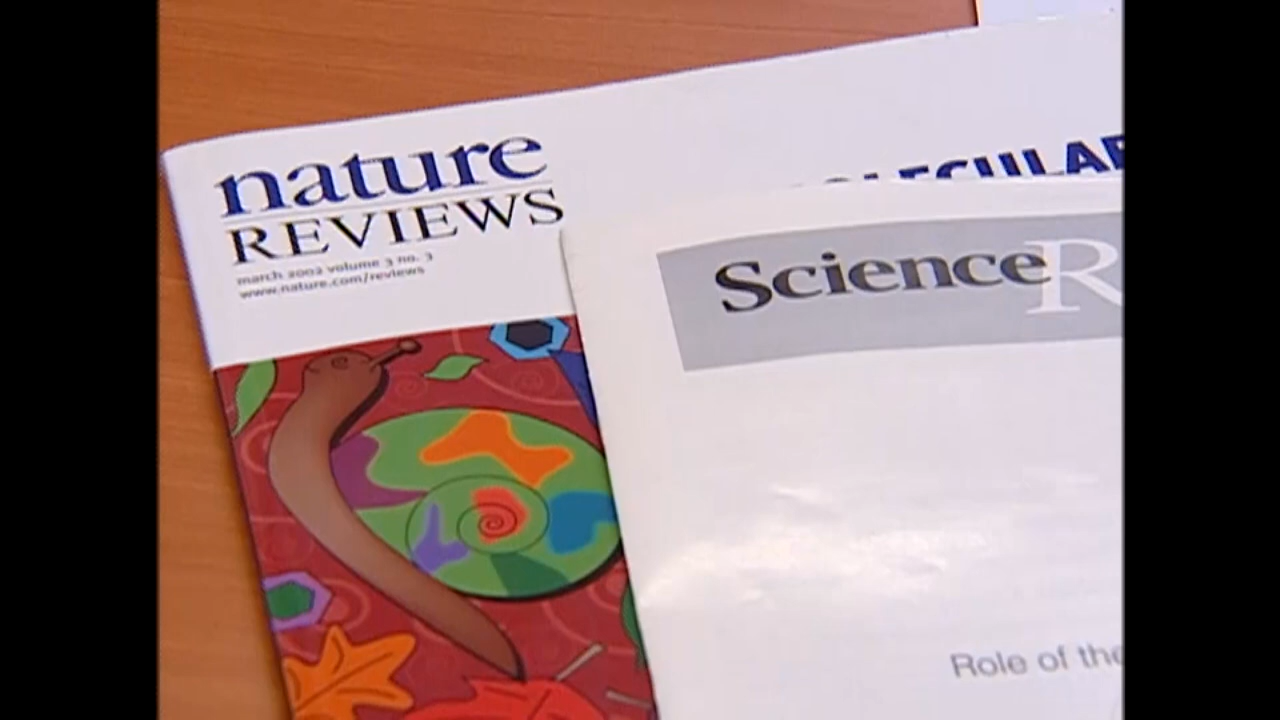 nature
REVIEWS
march 2002 volume 3 no. 3
www.nature.com/reviews
Science R
Role of the